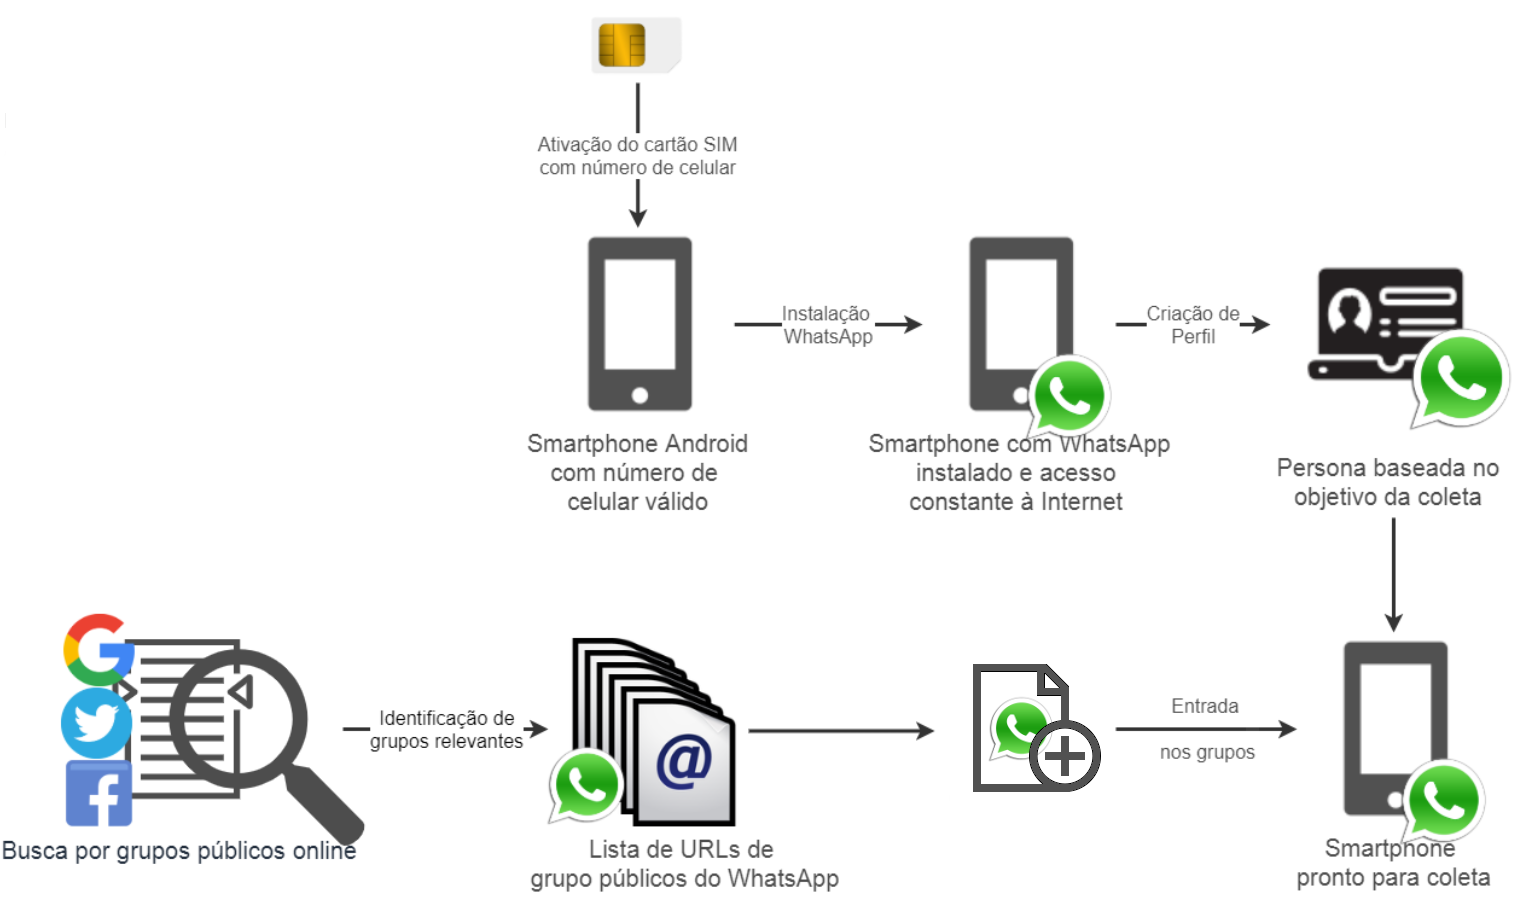 Ativação do cartão SIM
com número de celular
Instalação
WhatsApp
Criação de
Perfil
Smartphone Android
com número de
celular válido
Smartphone com WhatsApp
instalado e acesso
constante à Internet
Persona baseada no
objetivo da coleta
Identificação de
grupos relevantes
Entrada
nos grupos
@
Busca por grupos públicos online
Lista de URLs de
grupo públicos do WhatsApp
Smartphone
pronto para coleta